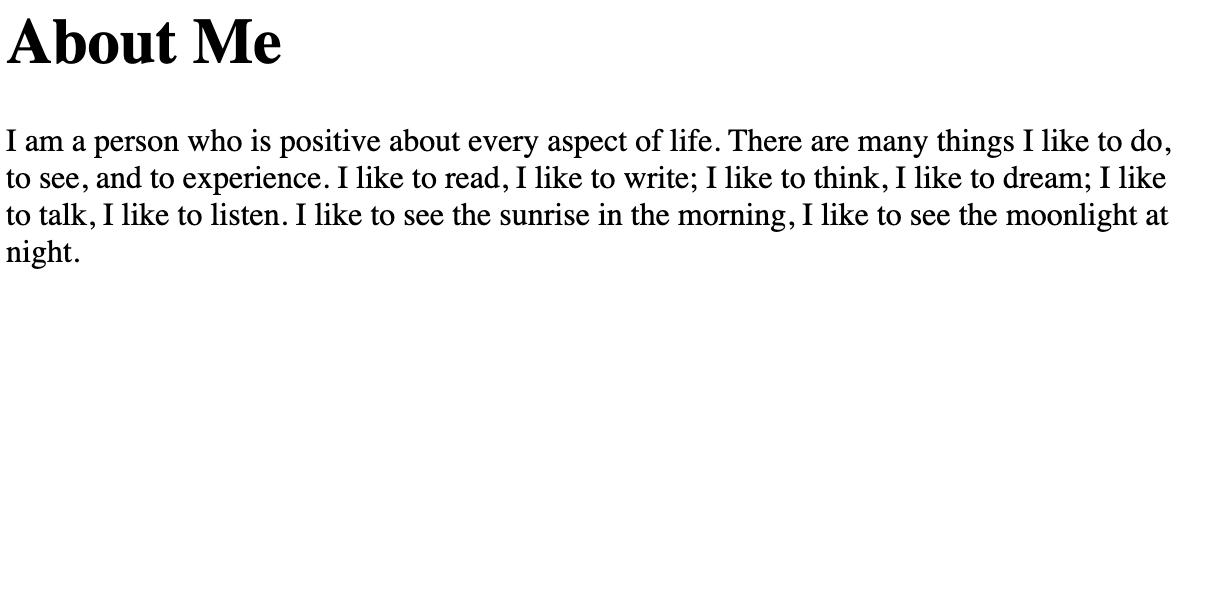 About Me
I am a person who is positive about every aspect of life. There are many things I like to do,
to see, and to experience. I like to read, I like to write; I like to think, I like to dream; I like
to talk, I like to listen. I like to see the sunrise in the morning, I like to see the moonlight at
night.